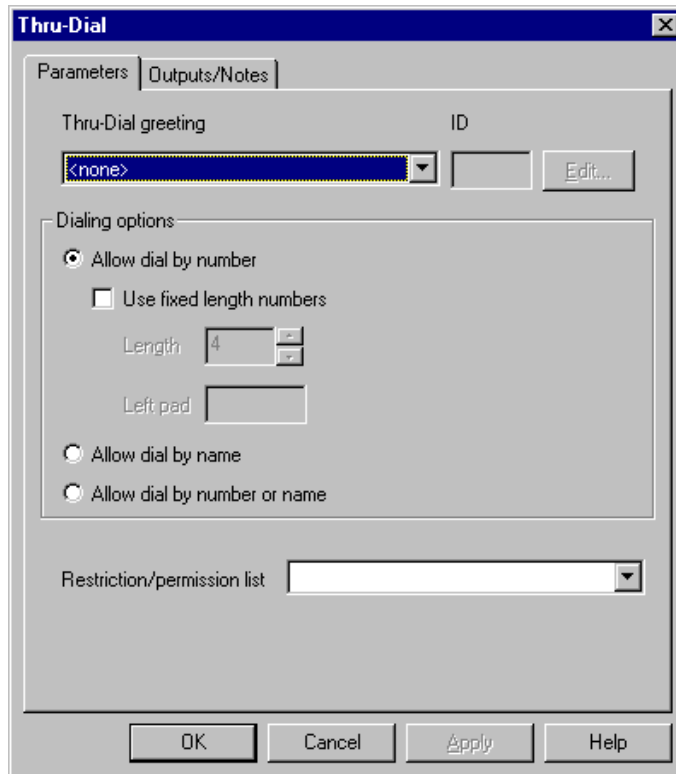 Thru-Dial
Parameters Outputs/Notes
Thru-Dial greeting ID
<none> Edit...
Dialing options
Allow dial by number
Use fixed length numbers
Length 4
Left pad
Allow dial by name
Allow dial by number or name
Restriction/permission list
OK Cancel Apply Help